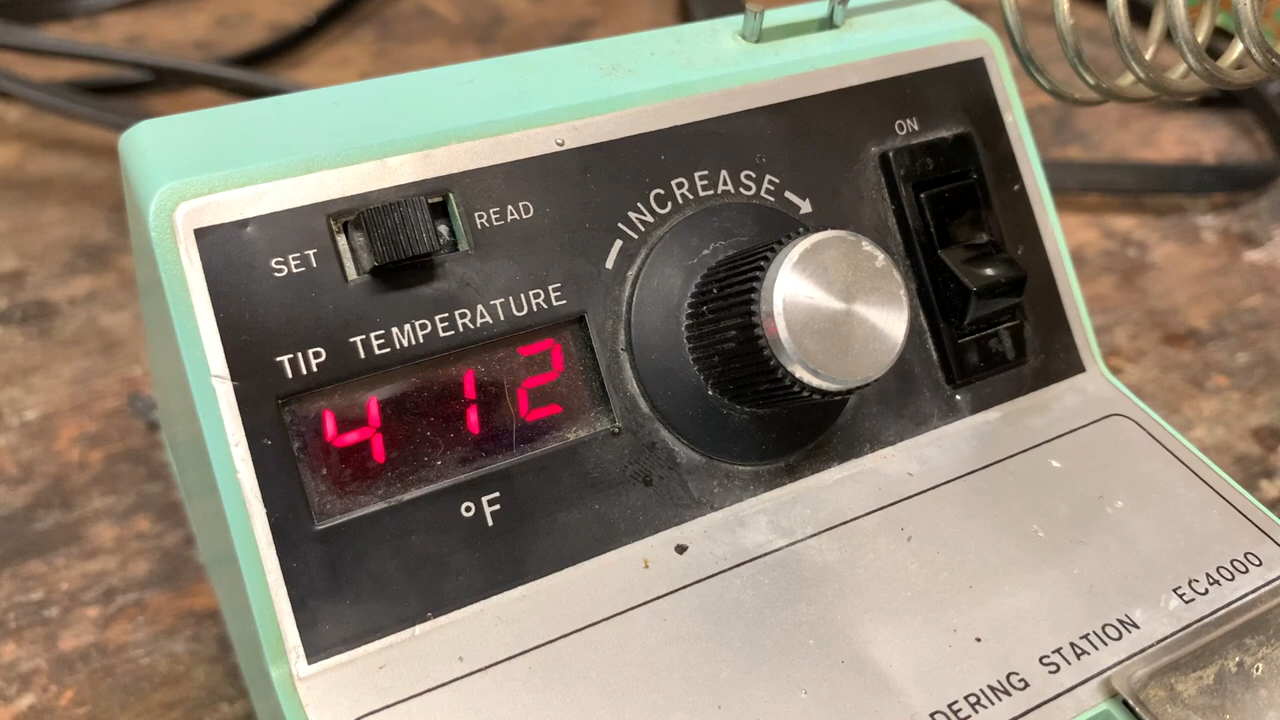 ON
INCREASE
SET READ
TIP TEMPERATURE
412
°F
DERING STATION EC4000